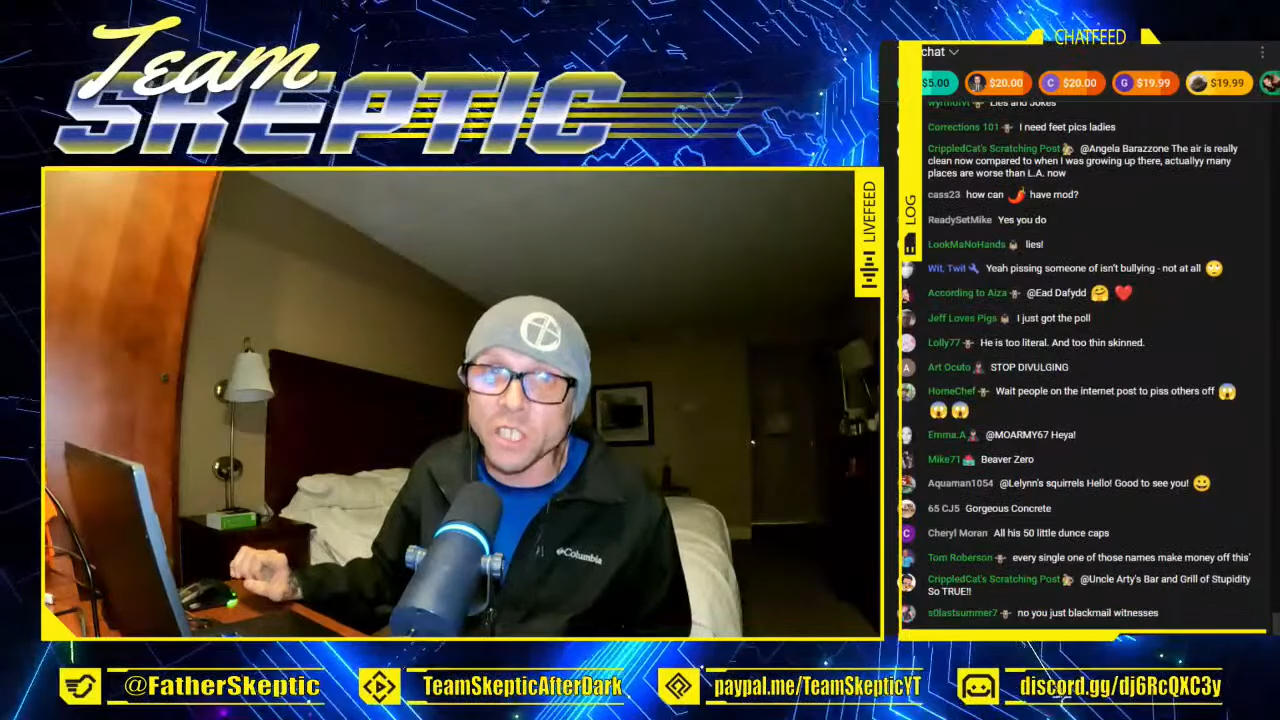 Team
SKEPTIC
CHATFEED
chat
$5.00
$20.00
C $20.00
G $19.99
$19.99
Lies and Jokes
Corrections 101 I need feet pics ladies
CrippledCat's Scratching Post @Angela Barazzone The air is really
clean now compared to when I was growing up there, actuallyy many
places are worse than L.A. now
cass23 how can have mod?
ReadySetMike Yes you do
LookMaNoHands lies!
Wit, Twit Yeah pissing someone of isn't bullying - not at all
According to Aiza @Ead Dafydd
Jeff Loves Pigs I just got the poll
Lolly77 He is too literal. And too thin skinned.
A Art Ocuto STOP DIVULGING
HomeChef Wait people on the internet post to piss others off
Emma.A @MOARMY67 Heya!
Mike71 Beaver Zero
Aquaman1054 @Lelynn's squirrels Hello! Good to see you!
65 CJ5 Gorgeous Concrete
C Cheryl Moran All his 50 little dunce caps
Tom Roberson every single one of those names make money off this'
CrippledCat's Scratching Post @Uncle Arty's Bar and Grill of Stupidity
So TRUE!!
s0lastsummer7 no you just blackmail witnesses
LOG
LIVEFEED
Columbia
@FatherSkeptic
TeamSkepticAfterDark
paypal.me/TeamSkepticYT
discord.gg/dj6RcQXC3y